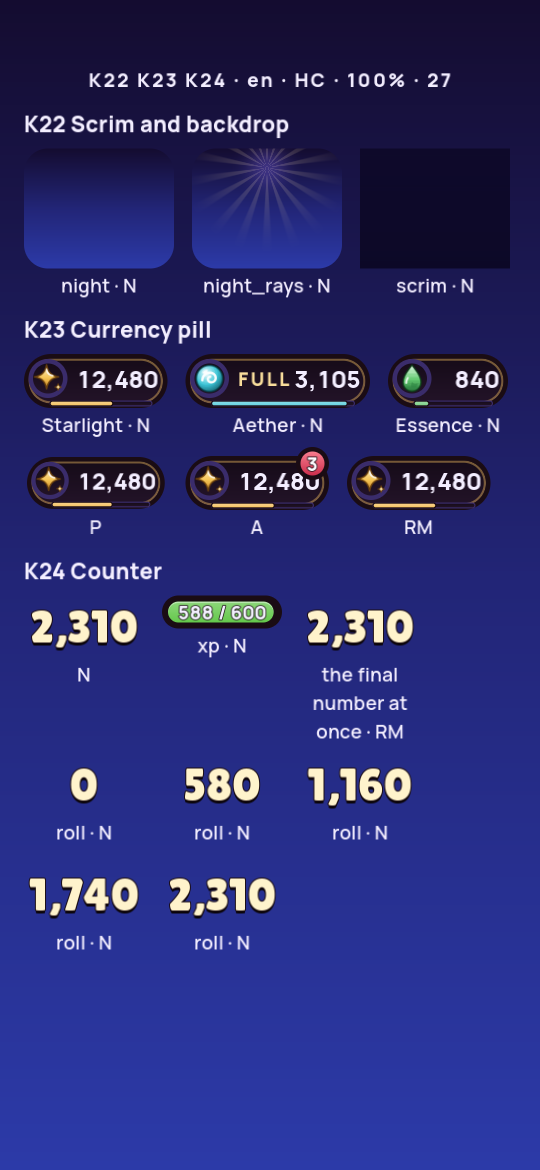 K22 K23 K24 · en · HC · 100% · 27
K22 Scrim and backdrop
night · N
night_rays · N
scrim · N
K23 Currency pill
12,480
FULL 3,105
840
Starlight · N
Aether · N
Essence · N
12,480
12,480
3
12,480
P
A
RM
K24 Counter
2,310
588 / 600
2,310
N
xp · N
the final
number at
once · RM
0
580
1,160
roll · N
roll · N
roll · N
1,740
2,310
roll · N
roll · N